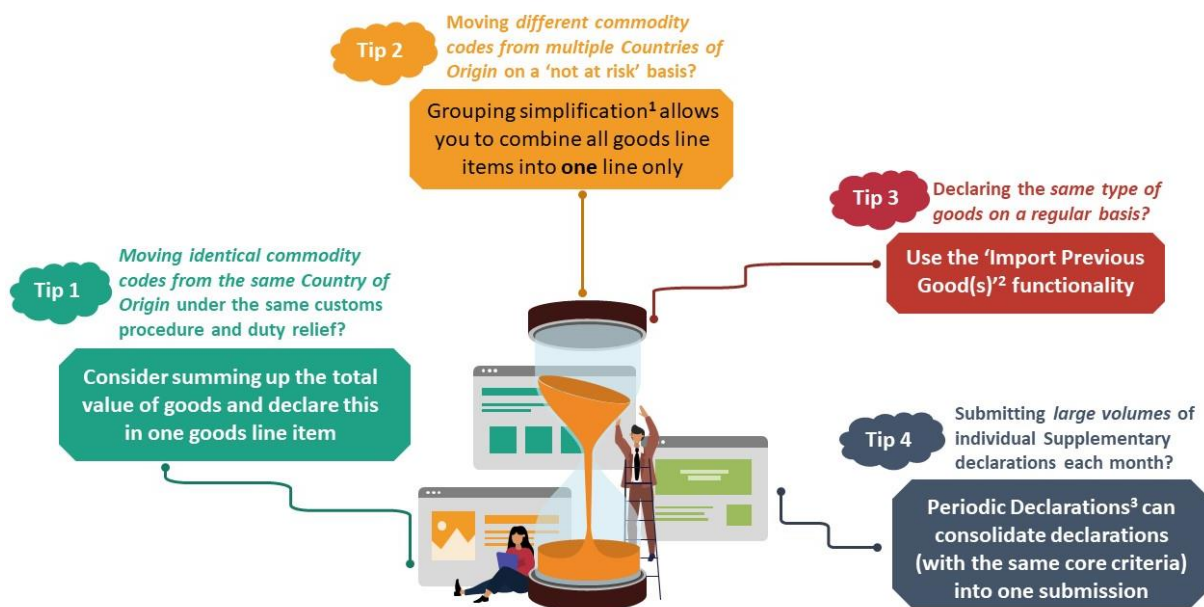 Tip 1
Moving identical commodity
codes from the same Country of
Origin under the same customs
procedure and duty relief?
Consider summing up the total
value of goods and declare this
in one goods line item
Tip 2
Moving different commodity
codes from multiple Countries of
Origin on a ‘not at risk’ basis?
Grouping simplification¹ allows
you to combine all goods line
items into one line only
Tip 3
Declaring the same type of
goods on a regular basis?
Use the ‘Import Previous
Good(s)’² functionality
Tip 4
Submitting large volumes of
individual Supplementary
declarations each month?
Periodic Declarations³ can
consolidate declarations
(with the same core criteria)
into one submission